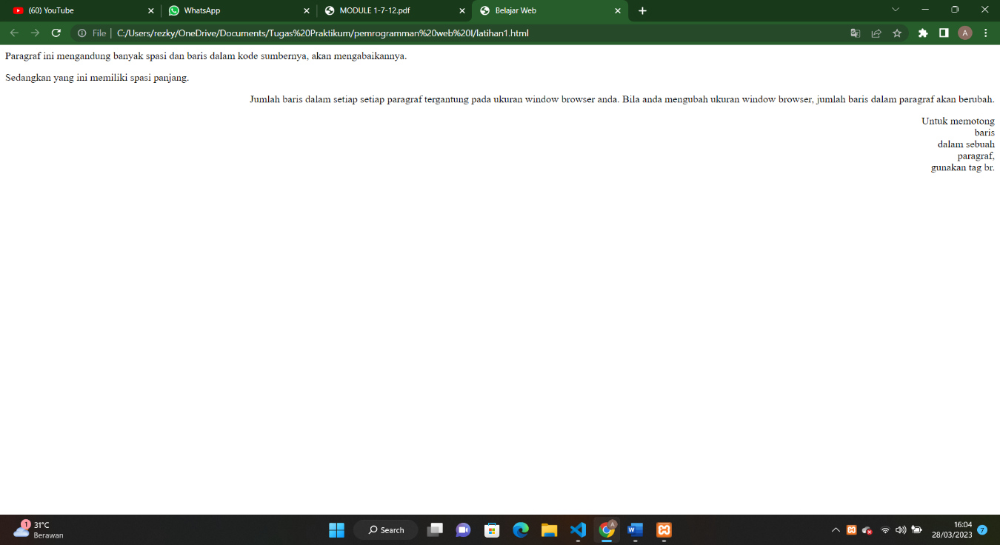 (60) YouTube
WhatsApp
MODULE 1-7-12.pdf
Belajar Web
File
C:/Users/rezky/OneDrive/Documents/Tugas%20Praktikum/pemrogramman%20web%20I/latihan1.html
A
Paragraf ini mengandung banyak spasi dan baris dalam kode sumbernya, akan mengabaikannya.
Sedangkan yang ini memiliki spasi panjang.
Jumlah baris dalam setiap setiap paragraf tergantung pada ukuran window browser anda. Bila anda mengubah ukuran window browser, jumlah baris dalam paragraf akan berubah.
Untuk memotong
baris
dalam sebuah
paragraf,
gunakan tag br.
1
31°C
Berawan
Search
A
W
16:04
28/03/2023
7